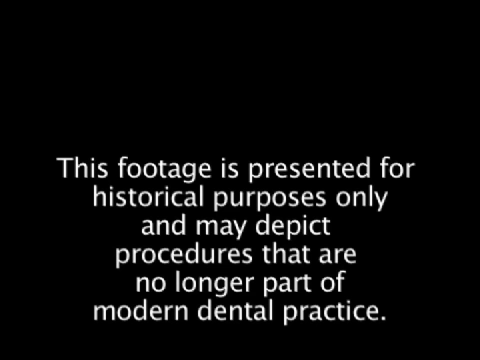 This footage is presented for
historical purposes only
and may depict
procedures that are
no longer part of
modern dental practice.